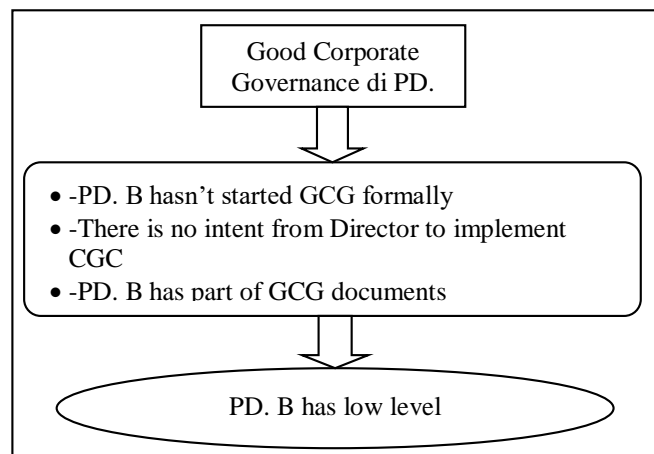 Good Corporate
Governance di PD.
• -PD. B hasn’t started GCG formally
• -There is no intent from Director to implement
CGC
• -PD. B has part of GCG documents
PD. B has low level